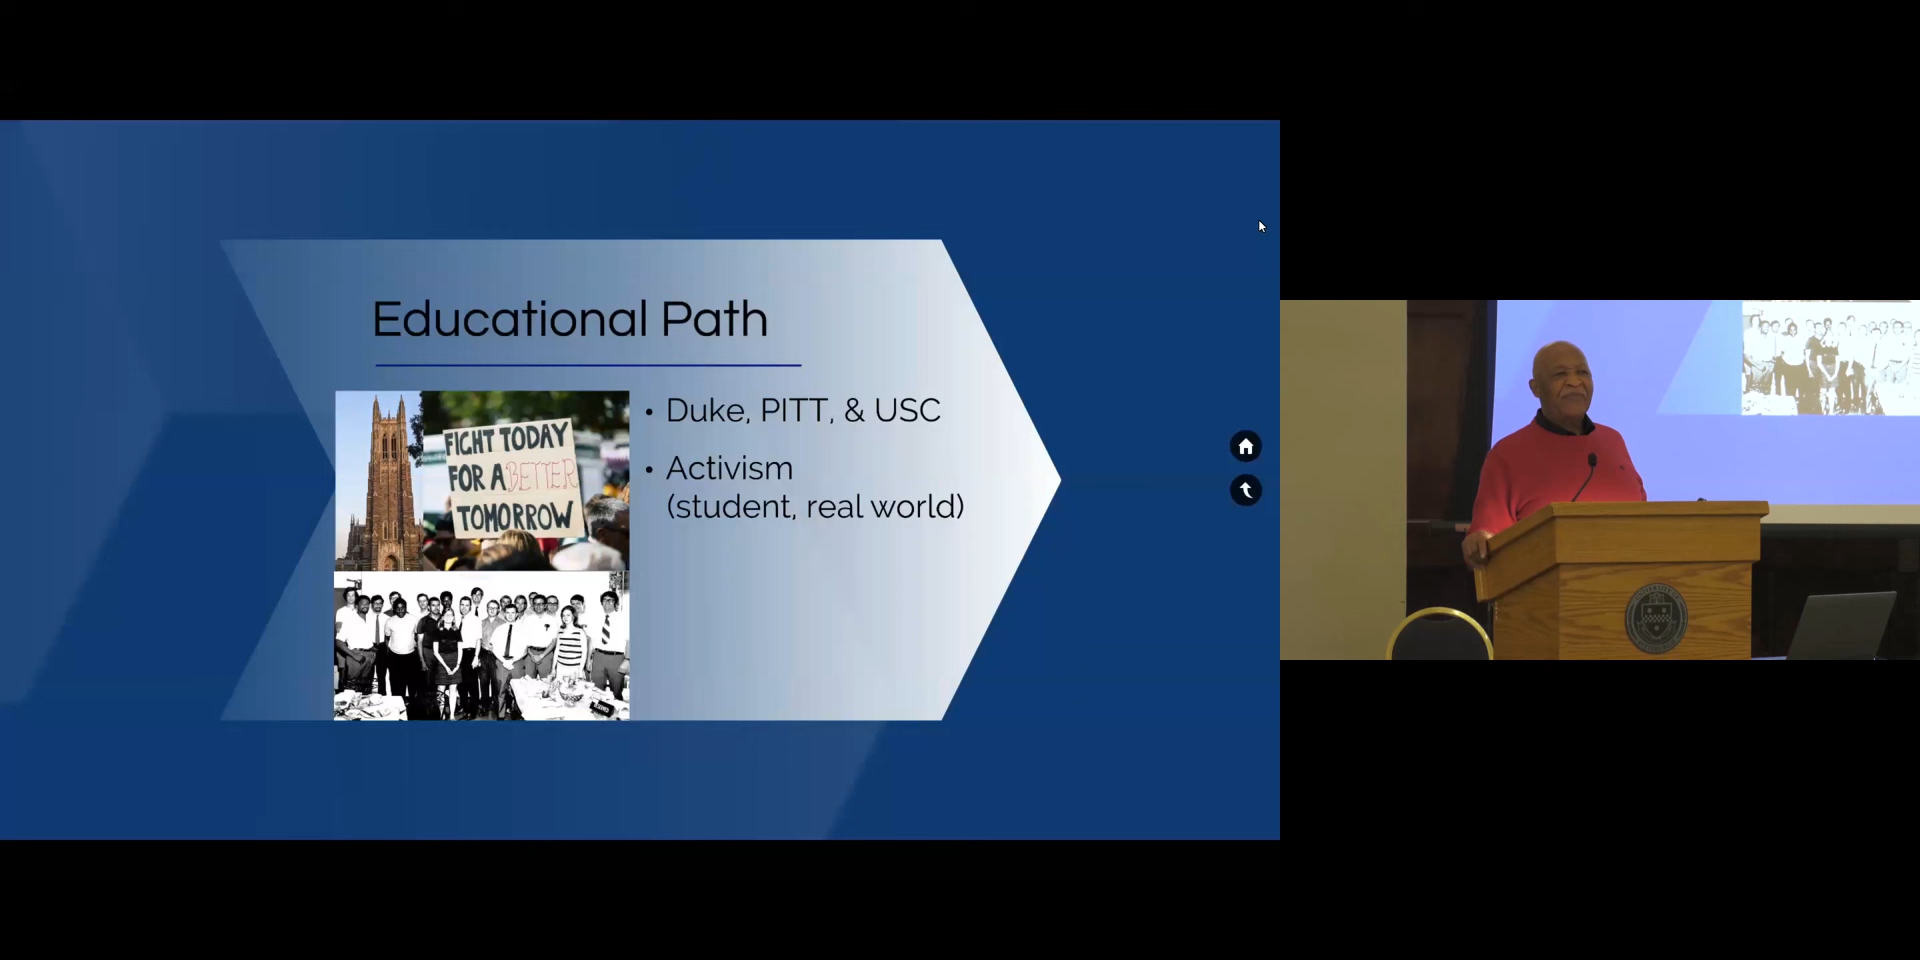 Educational Path
FIGHT TODAY
FOR A BETTER
TOMORROW
• Duke, PITT, & USC
• Activism
(student, real world)